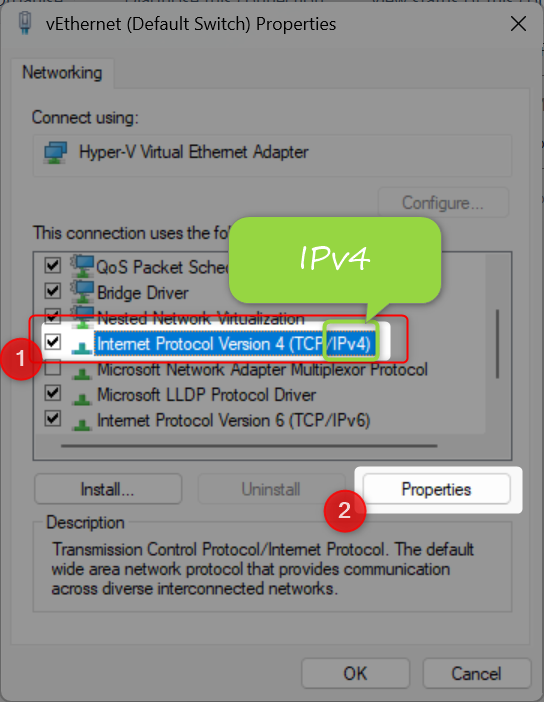 vEthernet (Default Switch) Properties
Networking
Connect using:
Hyper-V Virtual Ethernet Adapter
Configure...
This connection uses the
IPv4
QoS Packet
Bridge Driver
Nested Network Virtualization
1
Internet Protocol Version 4 (TCP/IPv4)
Microsoft Network Adapter Multiplexor Protocol
Microsoft LLDP Protocol Driver
Internet Protocol Version 6 (TCP/IPv6)
Install...
Uninstall
Properties
2
Description
Transmission Control Protocol/Internet Protocol. The default
wide area network protocol that provides communication
across diverse interconnected networks.
OK
Cancel